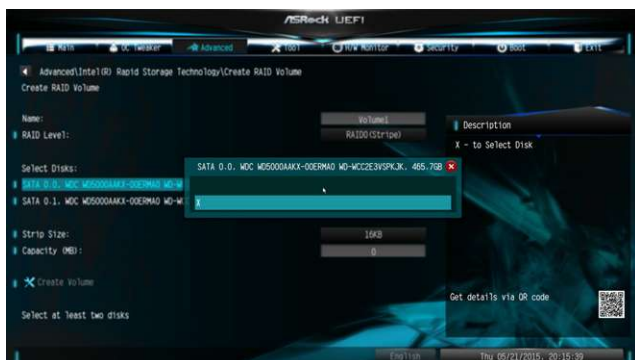 ASRock UEFI
Main OC Tweaker Advanced Tool H/W Monitor Security Boot Exit
Advanced\Intel(R) Rapid Storage Technology\Create RAID Volume
Create RAID Volume
Name: Volume1
RAID Level: RAID0(Stripe)
Description
X - to Select Disk
Select Disks:
SATA 0.0. WDC WD5000AAKX-00ERMA0 WD-WCC2E3VSPKJK. 465.7GB
SATA 0.0. WDC WD5000AAKX-00ERMA0 WD-W
X
SATA 0.1. WDC WD5000AAKX-00ERMA0 WD-W
Strip Size: 16KB
Capacity (MB): 0
Create Volume
Select at least two disks
Get details via QR code
English Thu 05/21/2015, 20:15:39